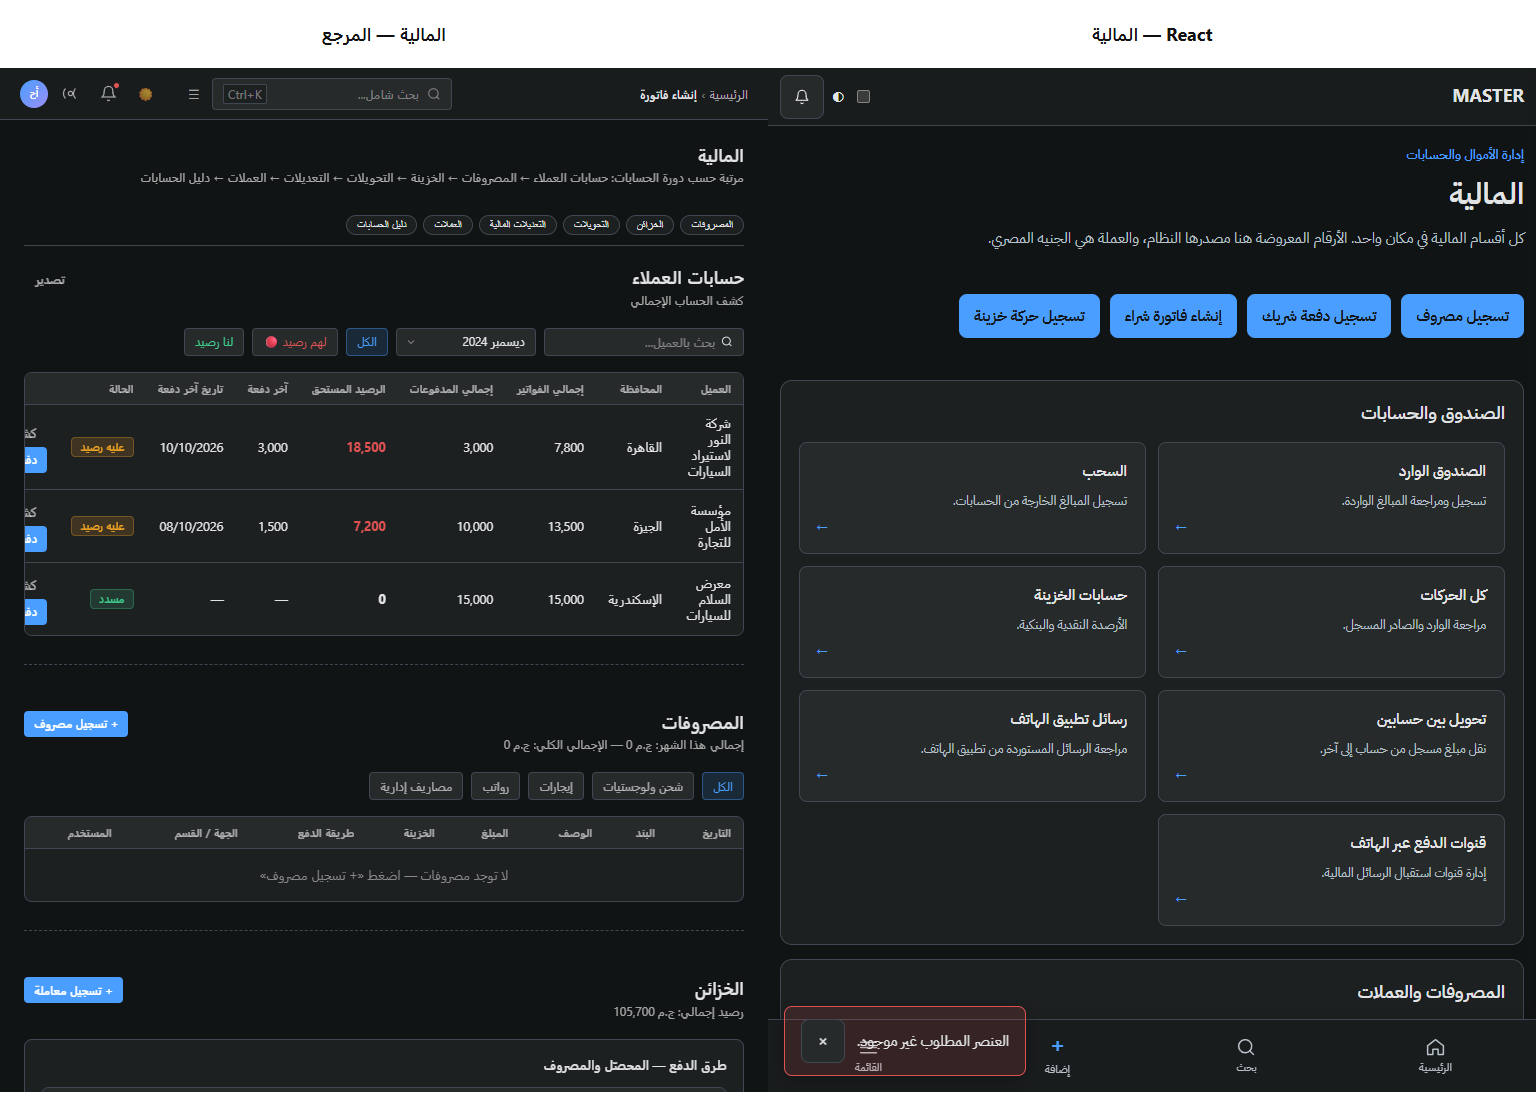 React — المالية
MASTER
إدارة الأموال والحسابات
المالية
كل أقسام المالية في مكان واحد. الأرقام المعروضة هنا مصدرها النظام، والعملة هي الجنيه المصري.
تسجيل مصروف
تسجيل دفعة شريك
إنشاء فاتورة شراء
تسجيل حركة خزينة
الصندوق والحسابات
الصندوق الوارد
تسجيل ومراجعة المبالغ الواردة.
←
السحب
تسجيل المبالغ الخارجة من الحسابات.
←
كل الحركات
مراجعة الوارد والصادر المسجل.
←
حسابات الخزينة
الأرصدة النقدية والبنكية.
←
تحويل بين حسابين
نقل مبلغ مسجل من حساب إلى آخر.
←
رسائل تطبيق الهاتف
مراجعة الرسائل المستوردة من تطبيق الهاتف.
←
قنوات الدفع عبر الهاتف
إدارة قنوات استقبال الرسائل المالية.
←
المصروفات والعملات
العنصر المطلوب غير موجود.
×
الرئيسية
بحث
+
إضافة
القائمة
المالية — المرجع
الرئيسية › إنشاء فاتورة
بحث شامل...
Ctrl+K
أح
المالية
مرتبة حسب دورة الحسابات: حسابات العملاء ← المصروفات ← الخزينة ← التحويلات ← التعديلات ← العملات ← دليل الحسابات
المصروفات
الخزائن
التحويلات
التعديلات المالية
العملات
دليل الحسابات
حسابات العملاء
كشف الحساب الإجمالي
تصدير
بحث بالعميل...
ديسمبر 2024
الكل
لهم رصيد
لنا رصيد
العميل المحافظة إجمالي الفواتير إجمالي المدفوعات الرصيد المستحق آخر دفعة تاريخ آخر دفعة الحالة
شركة النور لاستيراد السيارات القاهرة 7,800 3,000 18,500 3,000 10/10/2026 عليه رصيد
مؤسسة الأمل للتجارة الجيزة 13,500 10,000 7,200 1,500 08/10/2026 عليه رصيد
معرض السلام للسيارات الإسكندرية 15,000 15,000 0 — — مسدد
المصروفات
إجمالي هذا الشهر: ج.م 0 — الإجمالي الكلي: ج.م 0
+ تسجيل مصروف
الكل
شحن ولوجستيات
إيجارات
رواتب
مصاريف إدارية
التاريخ البند الوصف المبلغ الخزينة طريقة الدفع الجهة / القسم المستخدم
لا توجد مصروفات — اضغط «+ تسجيل مصروف»
الخزائن
رصيد إجمالي: ج.م 105,700
+ تسجيل معاملة
طرق الدفع — المحصّل والمصروف